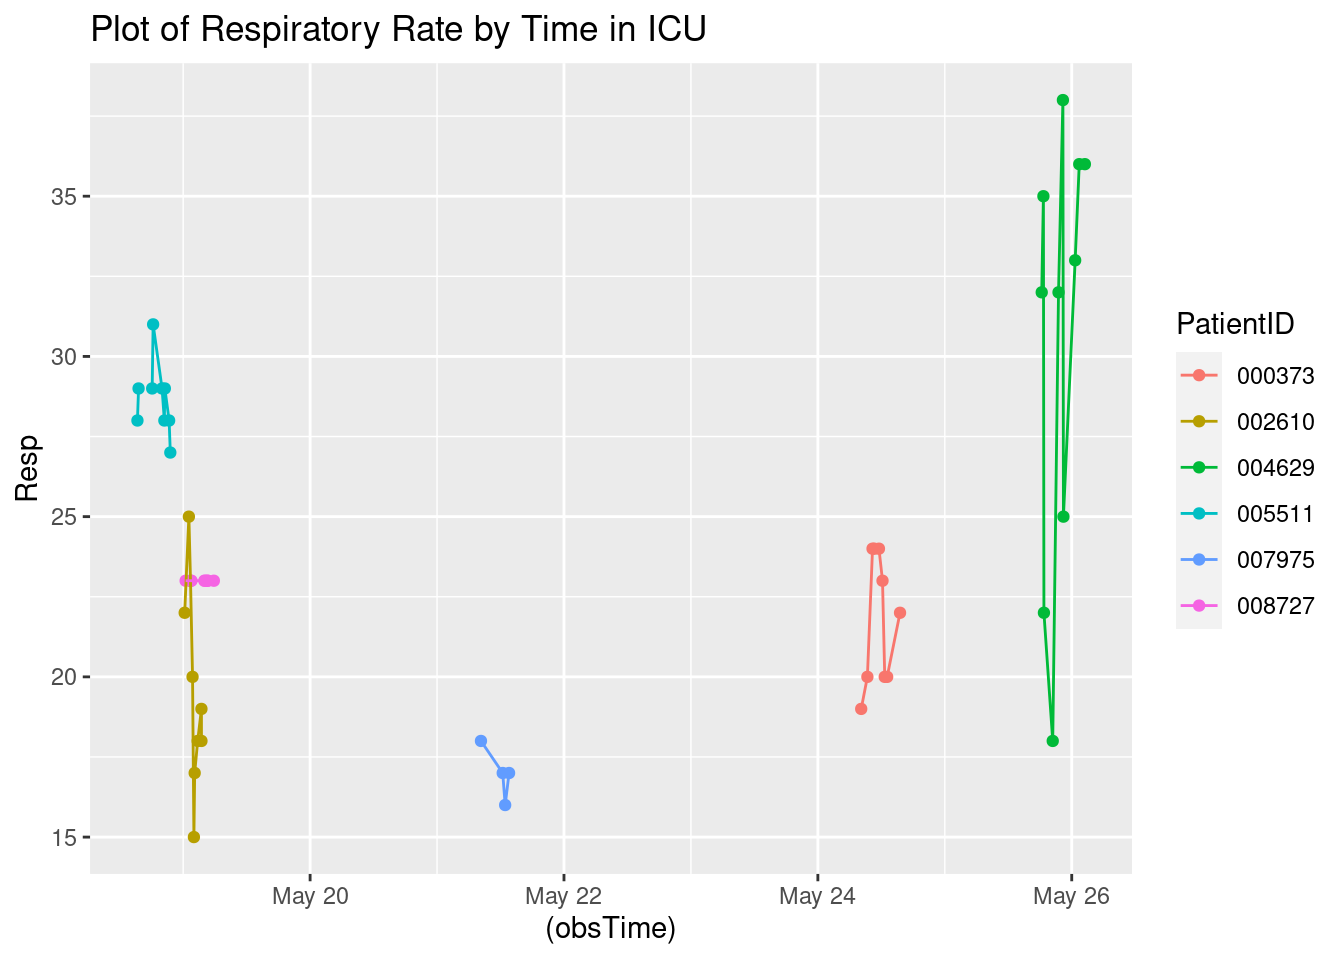 Plot of Respiratory Rate by Time in ICU
Resp
35
30
25
20
15
May 20
May 22
May 24
May 26
(obsTime)
PatientID
000373
002610
004629
005511
007975
008727